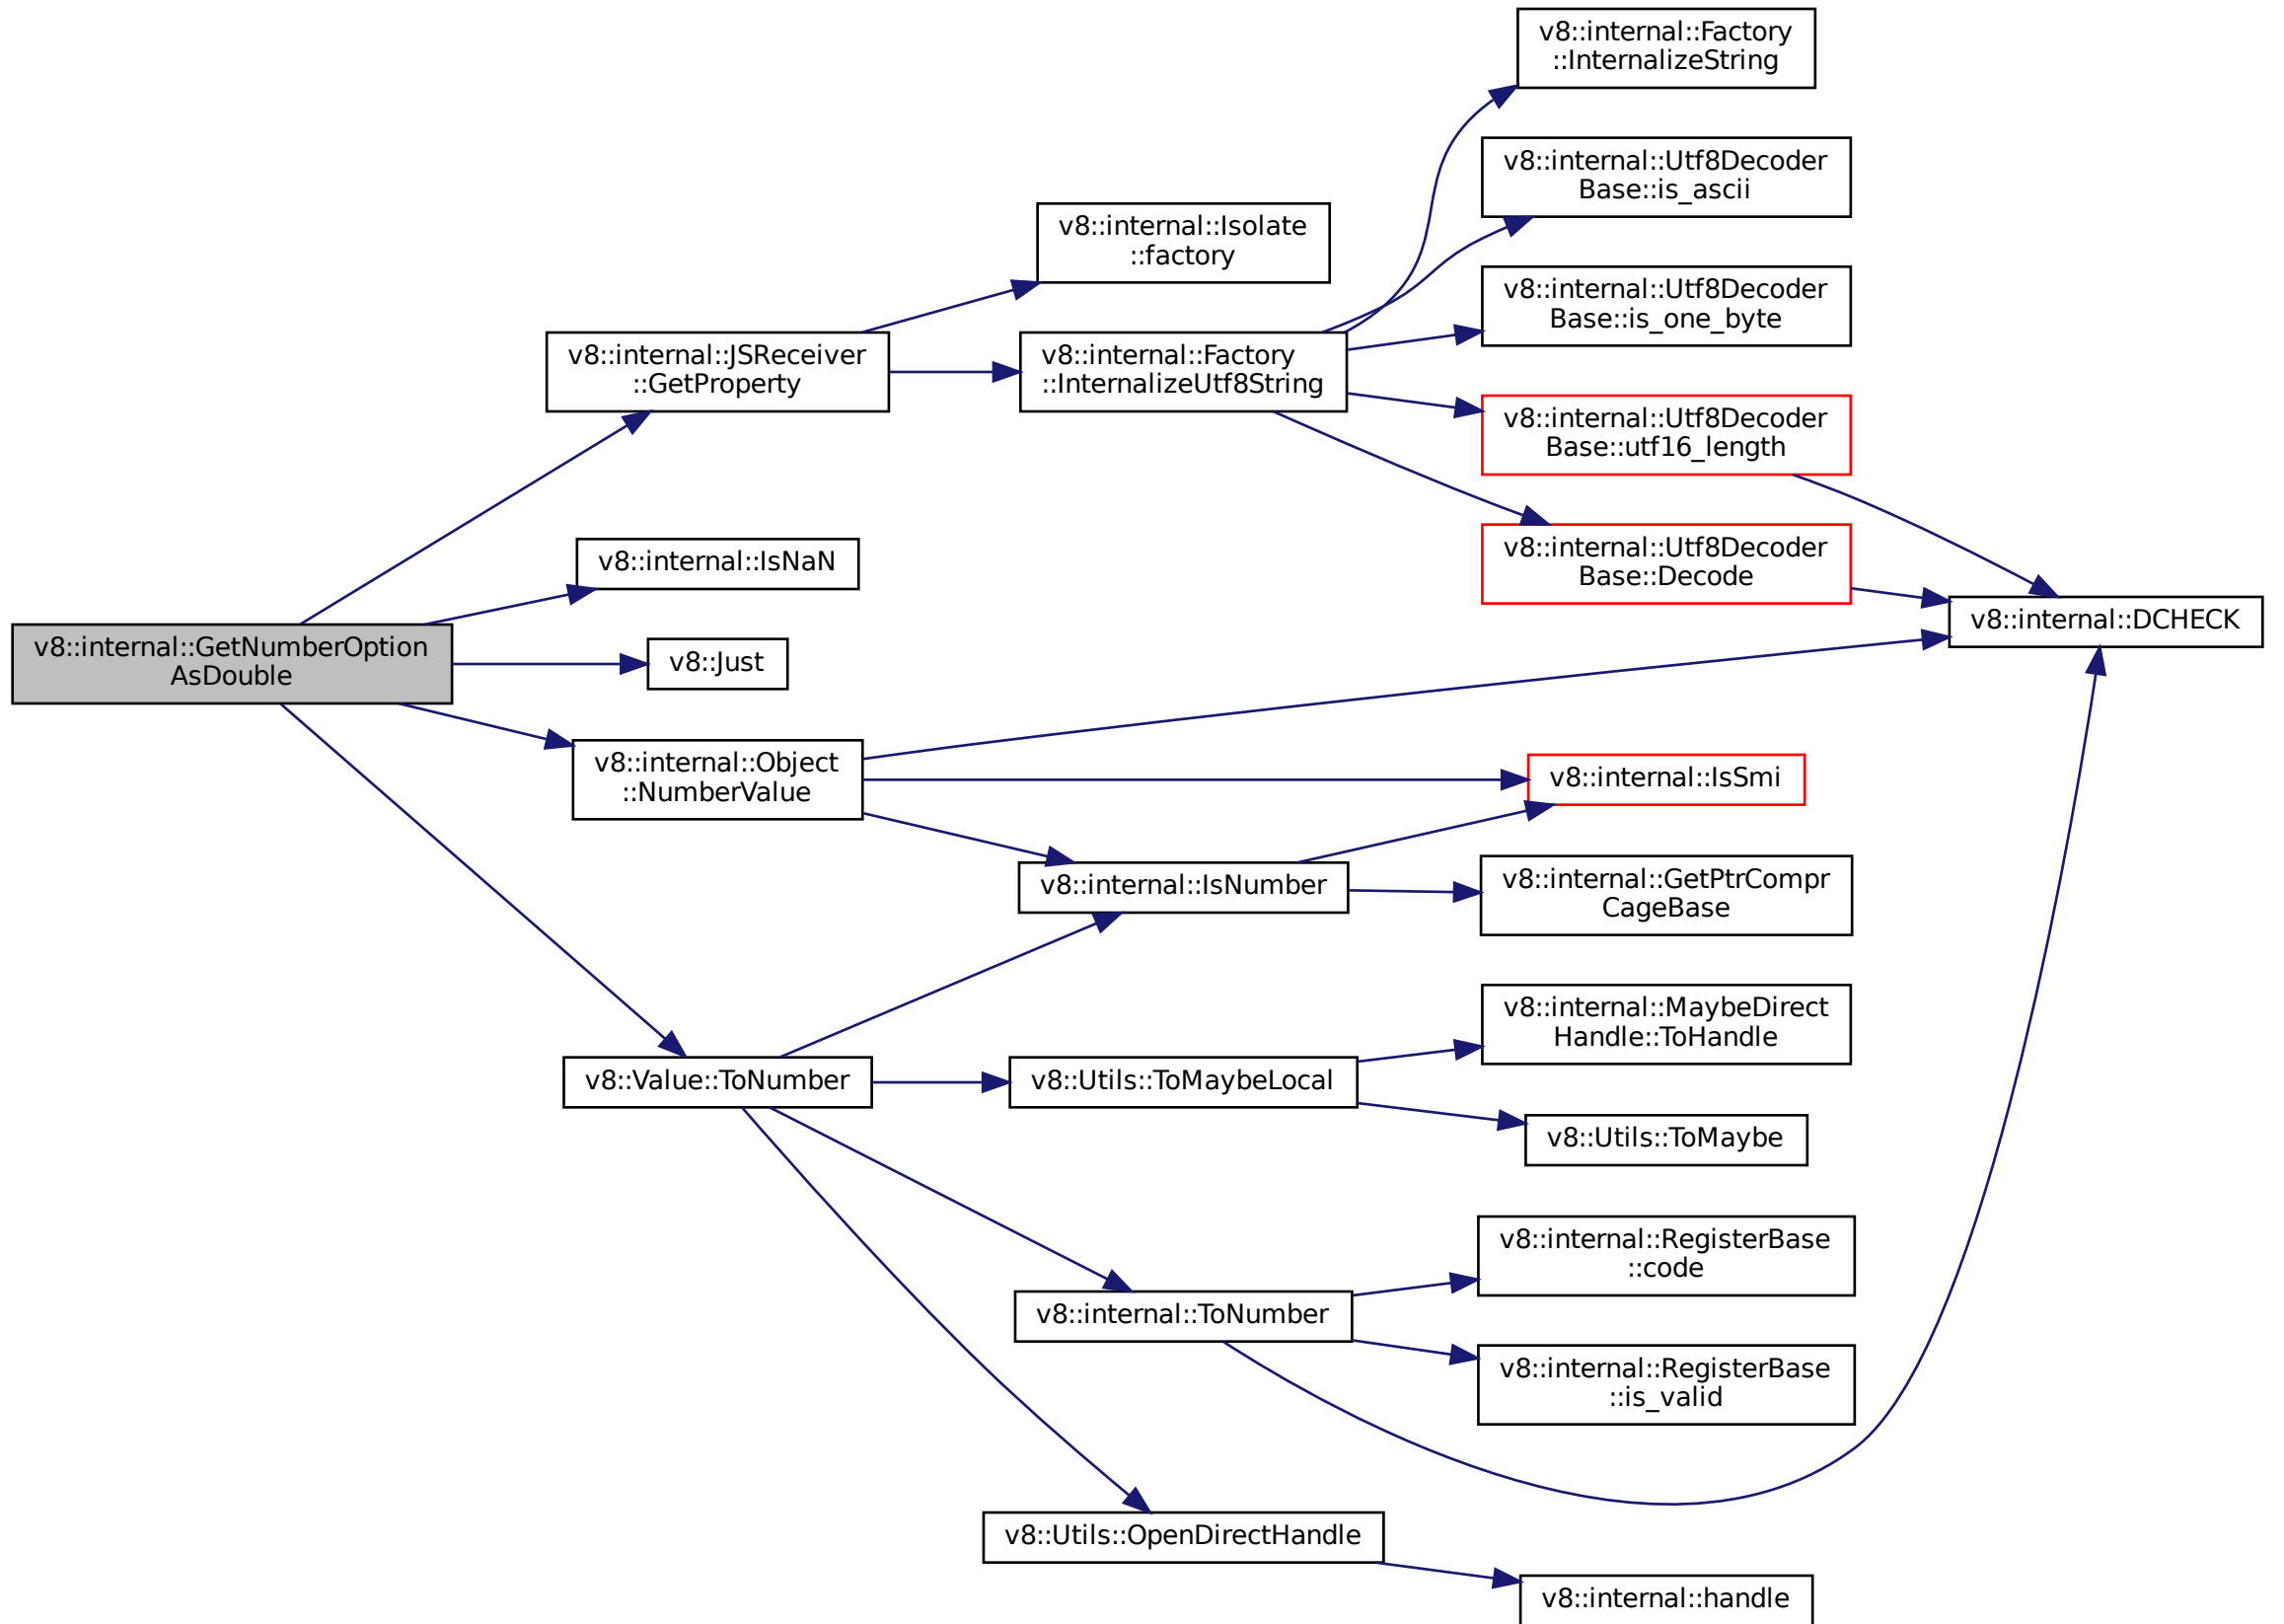 v8::internal::Factory
::InternalizeString
v8::internal::Utf8Decoder
Base::is_ascii
v8::internal::Isolate
::factory
v8::internal::Utf8Decoder
Base::is_one_byte
v8::internal::JSReceiver
::GetProperty
v8::internal::Factory
::InternalizeUtf8String
v8::internal::Utf8Decoder
Base::utf16_length
v8::internal::IsNaN
v8::internal::Utf8Decoder
Base::Decode
v8::internal::DCHECK
v8::internal::GetNumberOption
AsDouble
v8::Just
v8::internal::Object
::NumberValue
v8::internal::IsSmi
v8::internal::IsNumber
v8::internal::GetPtrCompr
CageBase
v8::internal::MaybeDirect
Handle::ToHandle
v8::Value::ToNumber
v8::Utils::ToMaybeLocal
v8::Utils::ToMaybe
v8::internal::RegisterBase
::code
v8::internal::ToNumber
v8::internal::RegisterBase
::is_valid
v8::Utils::OpenDirectHandle
v8::internal::handle